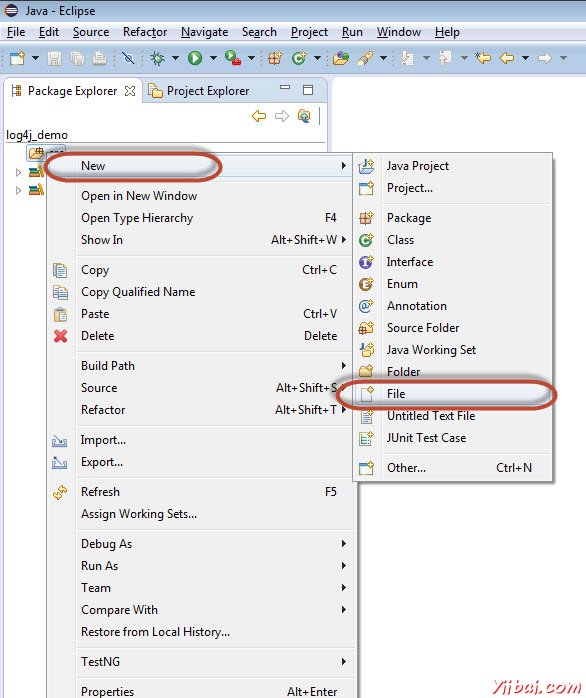 Java - Eclipse
File Edit Source Refactor Navigate Search Project Run Window Help
Package Explorer Project Explorer
log4j_demo
New
Open in New Window
Open Type Hierarchy F4
Show In Alt+Shift+W
Copy Ctrl+C
Copy Qualified Name
Paste Ctrl+V
Delete Delete
Build Path
Source Alt+Shift+S
Refactor Alt+Shift+T
Import...
Export...
Refresh F5
Assign Working Sets...
Debug As
Run As
Team
Compare With
Restore from Local History...
TestNG
Properties Alt+Enter
Java Project
Project...
Package
Class
Interface
Enum
Annotation
Source Folder
Java Working Set
Folder
File
Untitled Text File
JUnit Test Case
Other... Ctrl+N
Yiibai.com